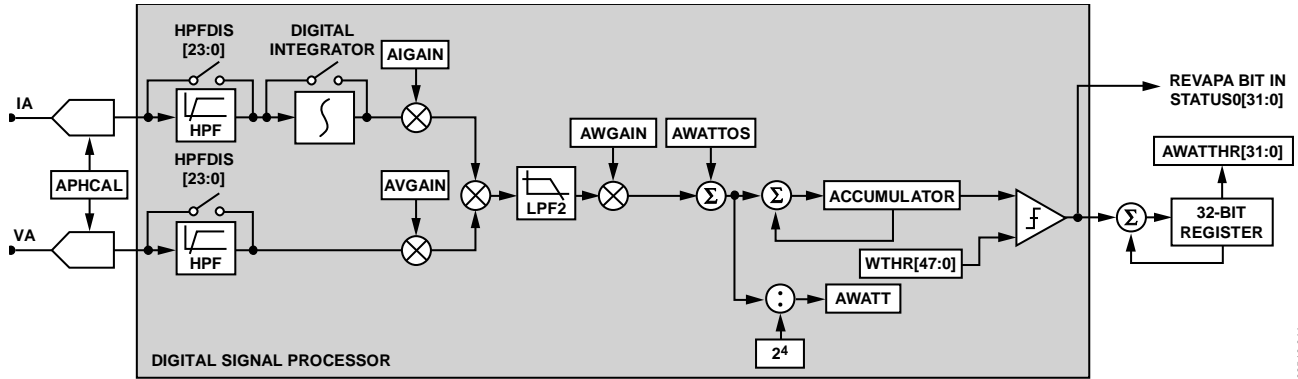 HPFDIS
[23:0]
DIGITAL
INTEGRATOR
AIGAIN
REVAPA BIT IN
STATUS0[31:0]
IA
HPF
AWGAIN
AWATTOS
AWATTHR[31:0]
HPFDIS
[23:0]
APHCAL
AVGAIN
LPF2
Σ
Σ
ACCUMULATOR
Σ
32-BIT
REGISTER
VA
HPF
WTHR[47:0]
:
AWATT
2⁴
DIGITAL SIGNAL PROCESSOR